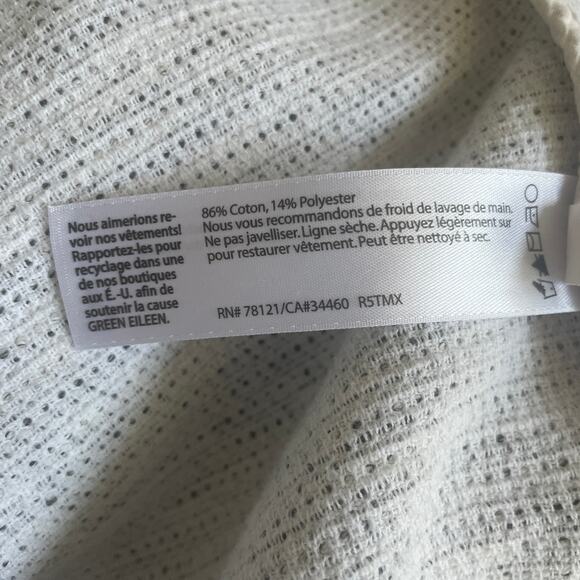 Nous aimerions re-
voir nos vêtements!
Rapportez-les pour
recyclage dans une
de nos boutiques
aux É.-U. afin de
soutenir la cause
GREEN EILEEN.
86% Coton, 14% Polyester
Nous vous recommandons de froid de lavage de main.
Ne pas javelliser. Ligne sèche. Appuyez légèrement sur
pour restaurer vêtement. Peut être nettoyé à sec.
RN# 78121/CA#34460 R5TMX